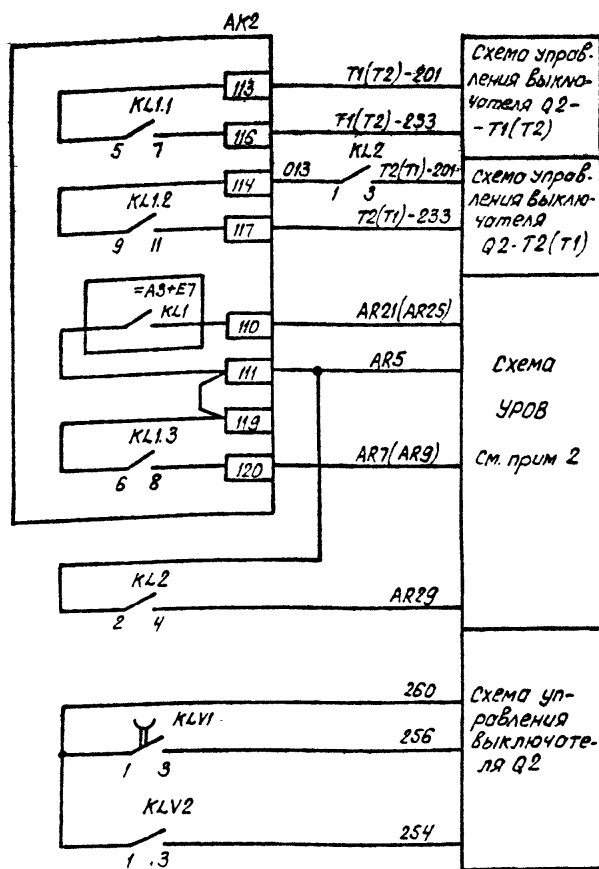 AK2
113
T1(T2)-201
Схема управ-
ления выклю-
чателя Q2-
-T1(T2)
KL1.1
5 7
116
T1(T2)-233
KL2
114
013
1 3
T2(T1)-201
Схема управ-
ления выклю-
чателя
Q2-T2(T1)
KL1.2
9 11
117
T2(T1)-233
=A3+E7
KL1
110
AR21(AR25)
111
AR5
Схема
УРОВ
См. прим 2
119
KL1.3
6 8
120
AR7(AR9)
KL2
2 4
AR29
260
Схема уп-
равления
выключате-
ля Q2
KLV1
1 3
256
KLV2
1.3
254